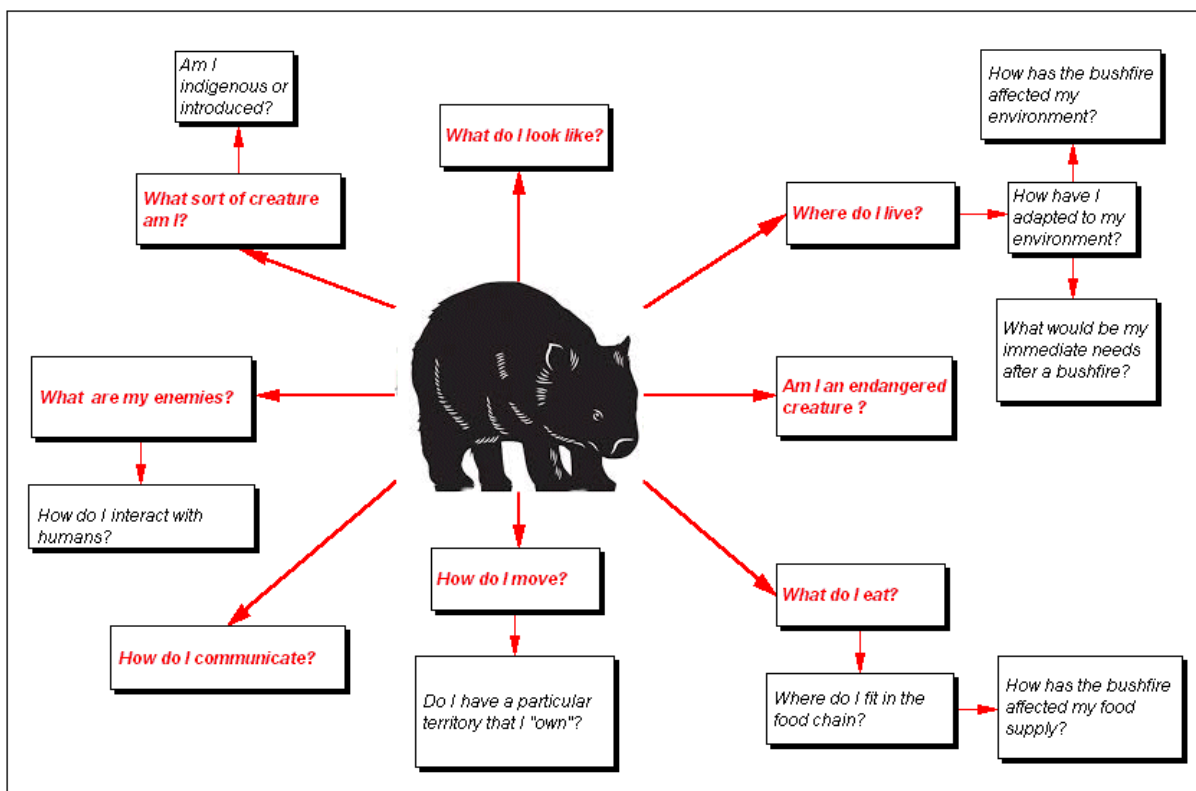 Am I
indigenous or
introduced?
What sort of creature
am I?
What do I look like?
How has the bushfire
affected my
environment?
Where do I live?
How have I
adapted to my
environment?
What would be my
immediate needs
after a bushfire?
What  are my enemies?
How do I interact with
humans?
Am I an endangered
creature ?
How do I move?
Do I have a particular
territory that I "own"?
How do I communicate?
What do I eat?
Where do I fit in the
food chain?
How has the bushfire
affected my food
supply?